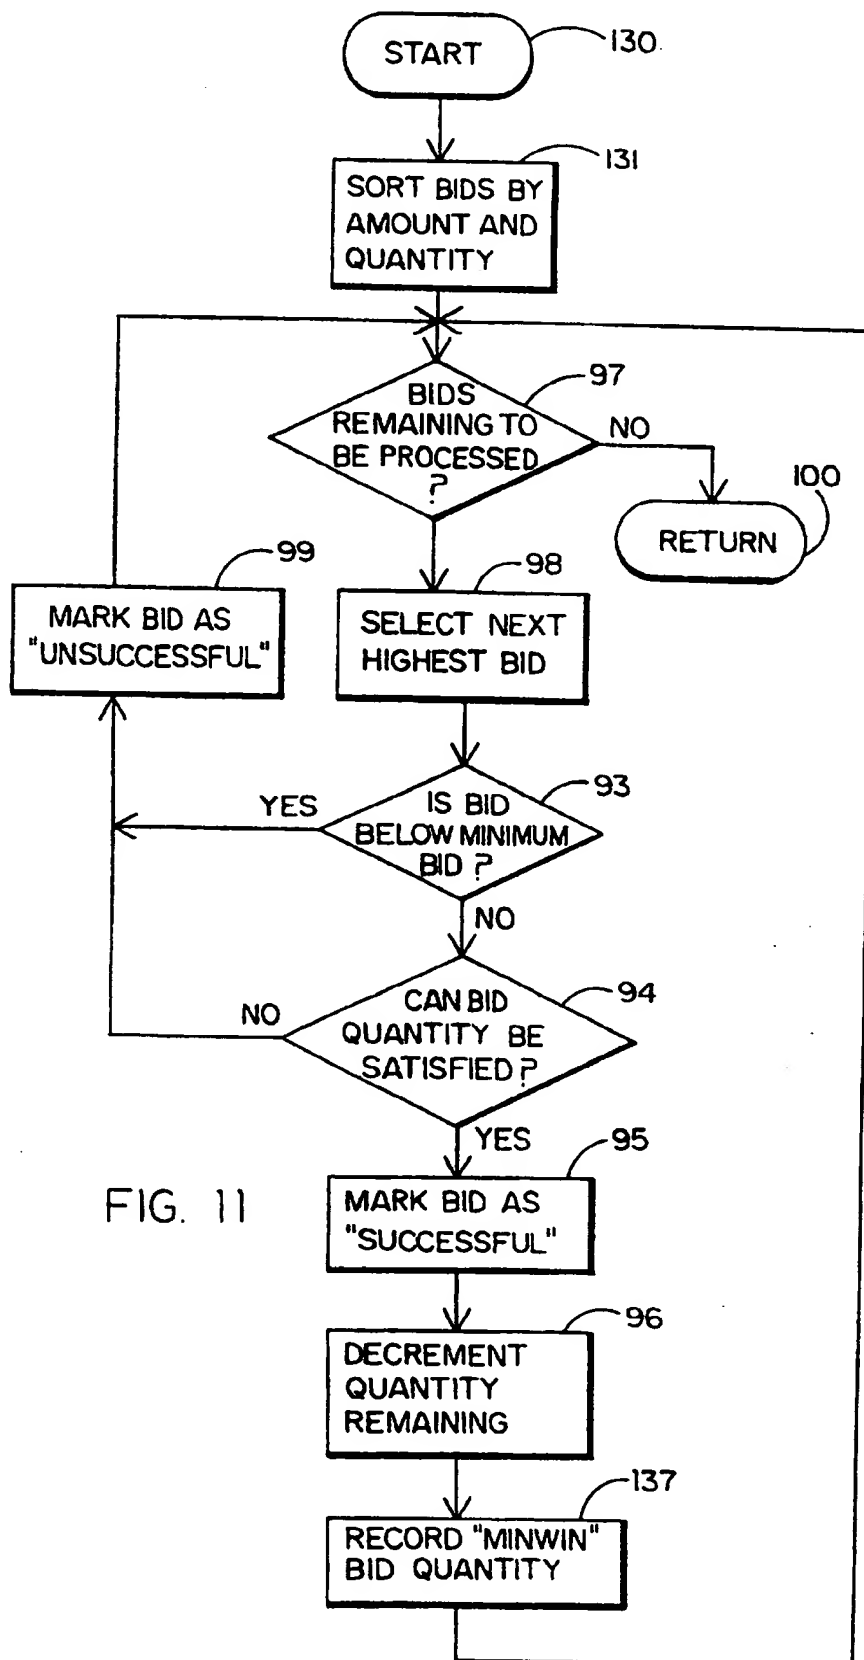 START
130
131
SORT BIDS BY
AMOUNT AND
QUANTITY
97
BIDS
REMAINING TO
BE PROCESSED
?
NO
100
RETURN
99
MARK BID AS
"UNSUCCESSFUL"
98
SELECT NEXT
HIGHEST BID
93
YES
IS BID
BELOW MINIMUM
BID ?
NO
94
NO
CAN BID
QUANTITY BE
SATISFIED ?
YES
95
MARK BID AS
"SUCCESSFUL"
FIG. 11
96
DECREMENT
QUANTITY
REMAINING
137
RECORD "MINWIN"
BID QUANTITY